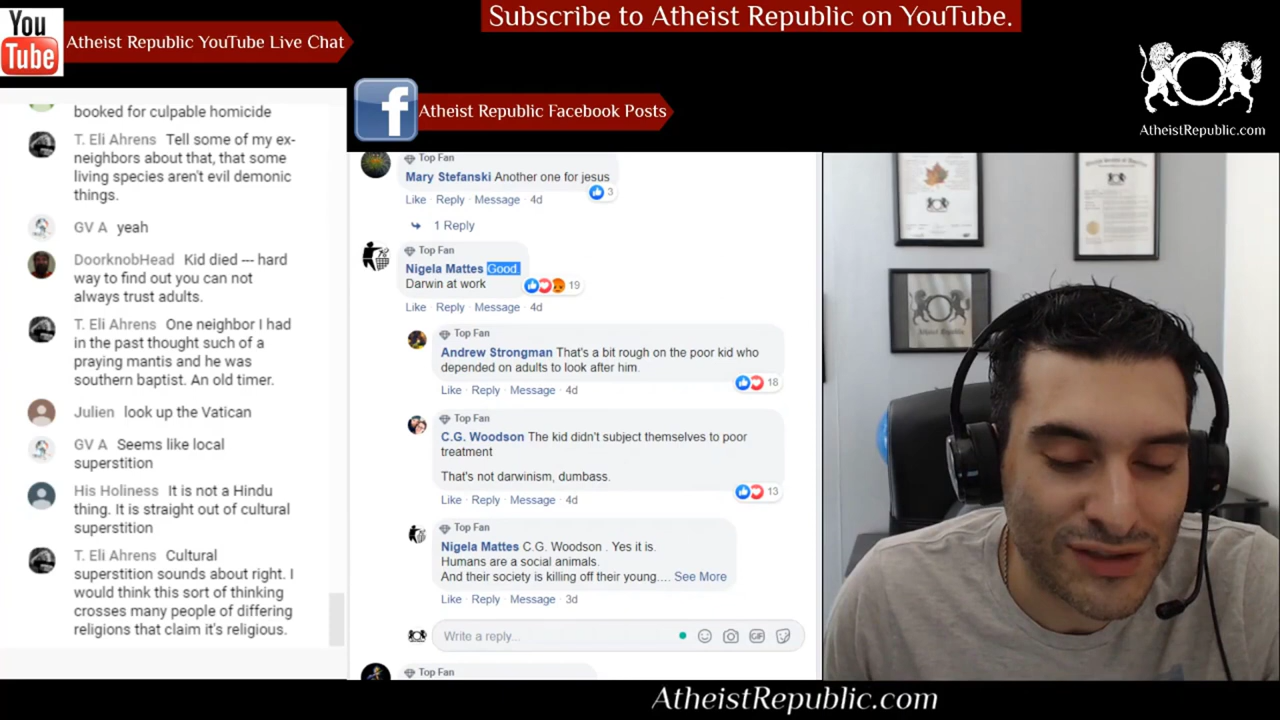 Subscribe to Atheist Republic on YouTube.
You
Tube
Atheist Republic YouTube Live Chat
AtheistRepublic.com
Atheist Republic Facebook Posts
booked for culpable homicide
T. Eli Ahrens Tell some of my ex-
neighbors about that, that some
living species aren't evil demonic
things.
GV A yeah
DoorknobHead Kid died --- hard
way to find out you can not
always trust adults.
T. Eli Ahrens One neighbor I had
in the past thought such of a
praying mantis and he was
southern baptist. An old timer.
Julien look up the Vatican
GV A Seems like local
superstition
His Holiness It is not a Hindu
thing. It is straight out of cultural
superstition
T. Eli Ahrens Cultural
superstition sounds about right. I
would think this sort of thinking
crosses many people of differing
religions that claim it's religious.
Top Fan
Mary Stefanski Another one for jesus
3
Like · Reply · Message · 4d
1 Reply
Top Fan
Nigela Mattes Good.
Darwin at work
19
Like · Reply · Message · 4d
Top Fan
Andrew Strongman That's a bit rough on the poor kid who
depended on adults to look after him.
18
Like · Reply · Message · 4d
Top Fan
C.G. Woodson The kid didn't subject themselves to poor
treatment
That's not darwinism, dumbass.
13
Like · Reply · Message · 4d
Top Fan
Nigela Mattes C.G. Woodson . Yes it is.
Humans are a social animals.
And their society is killing off their young.... See More
Like · Reply · Message · 3d
Write a reply...
GIF
Top Fan
AtheistRepublic.com